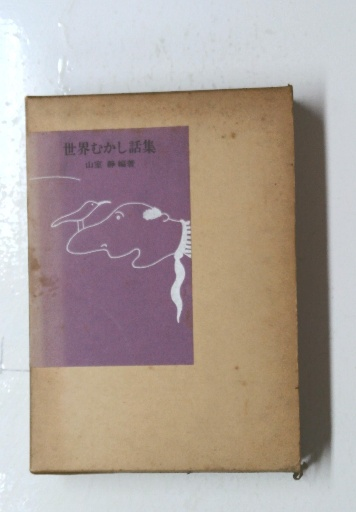 世界むかし話集
山室 静 編著